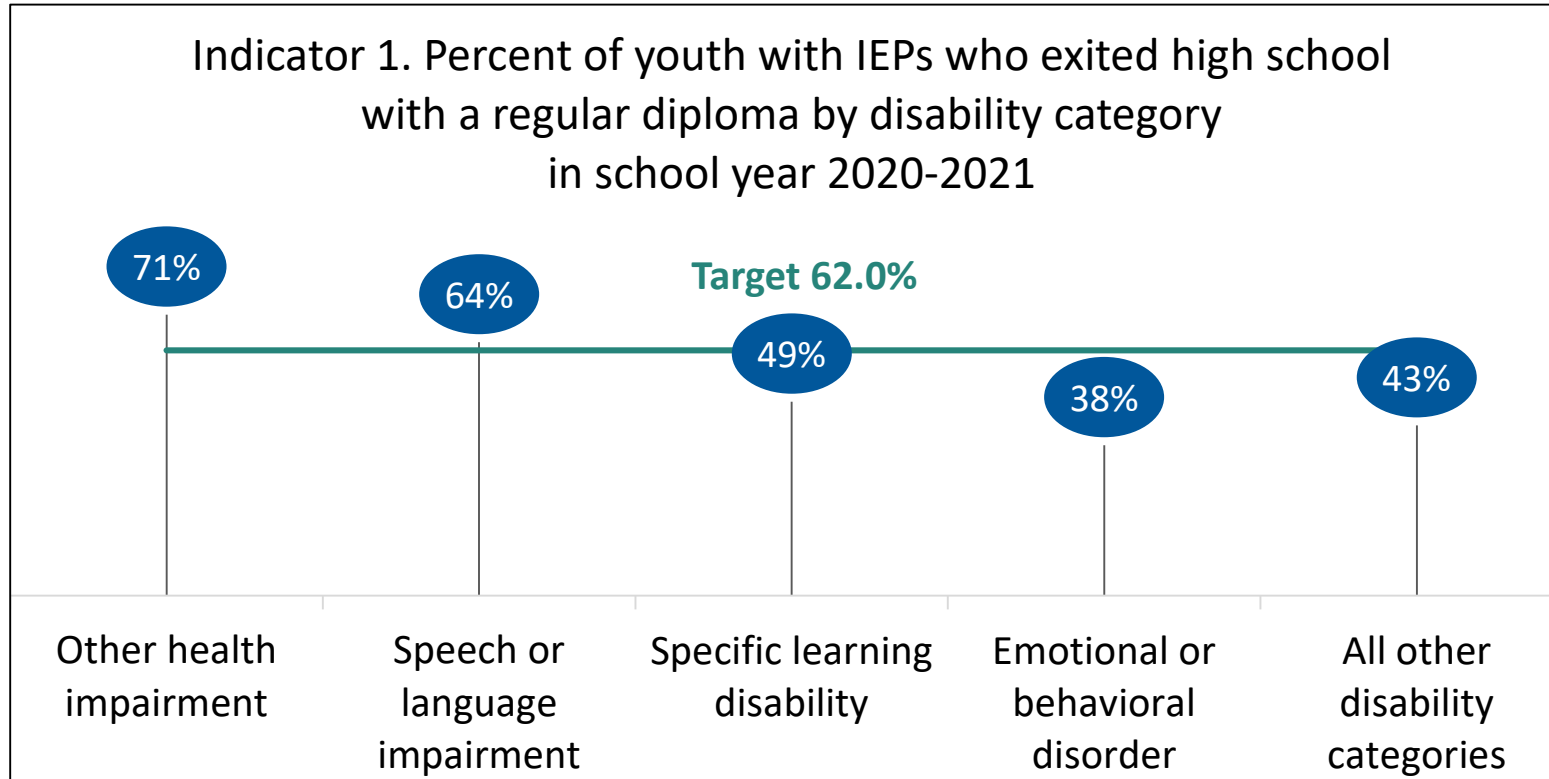 Indicator 1. Percent of youth with IEPs who exited high school
with a regular diploma by disability category
in school year 2020-2021
71%
64%
Target 62.0%
49%
38%
43%
Other health
impairment
Speech or
language
impairment
Specific learning
disability
Emotional or
behavioral
disorder
All other
disability
categories